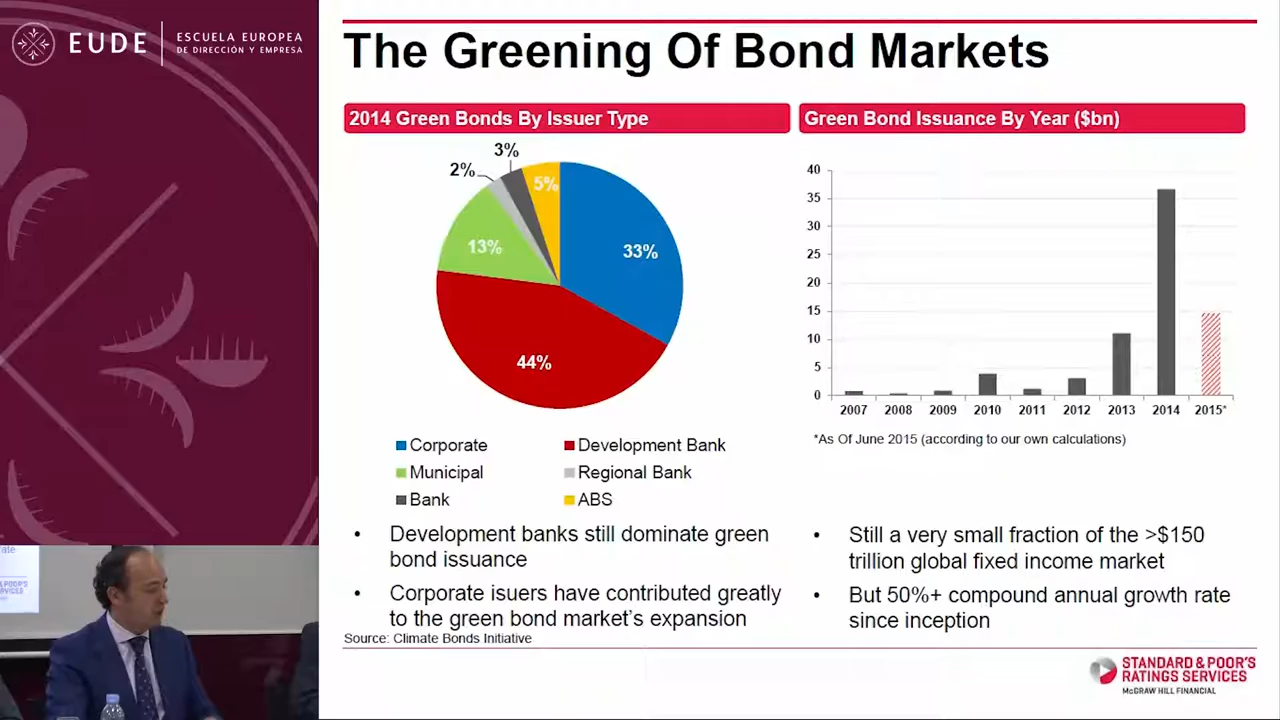 EUDE
ESCUELA EUROPEA
DE DIRECCIÓN Y EMPRESA
The Greening Of Bond Markets
2014 Green Bonds By Issuer Type
3%
2%
5%
33%
13%
44%
Corporate
Development Bank
Municipal
Regional Bank
Bank
ABS
• Development banks still dominate green
bond issuance
• Corporate isuers have contributed greatly
to the green bond market's expansion
Source: Climate Bonds Initiative
Green Bond Issuance By Year ($bn)
40
35
30
25
20
15
10
5
0
2007 2008 2009 2010 2011 2012 2013 2014 2015*
*As Of June 2015 (according to our own calculations)
• Still a very small fraction of the >$150
trillion global fixed income market
• But 50%+ compound annual growth rate
since inception
STANDARD & POOR'S
RATINGS SERVICES
McGRAW HILL FINANCIAL